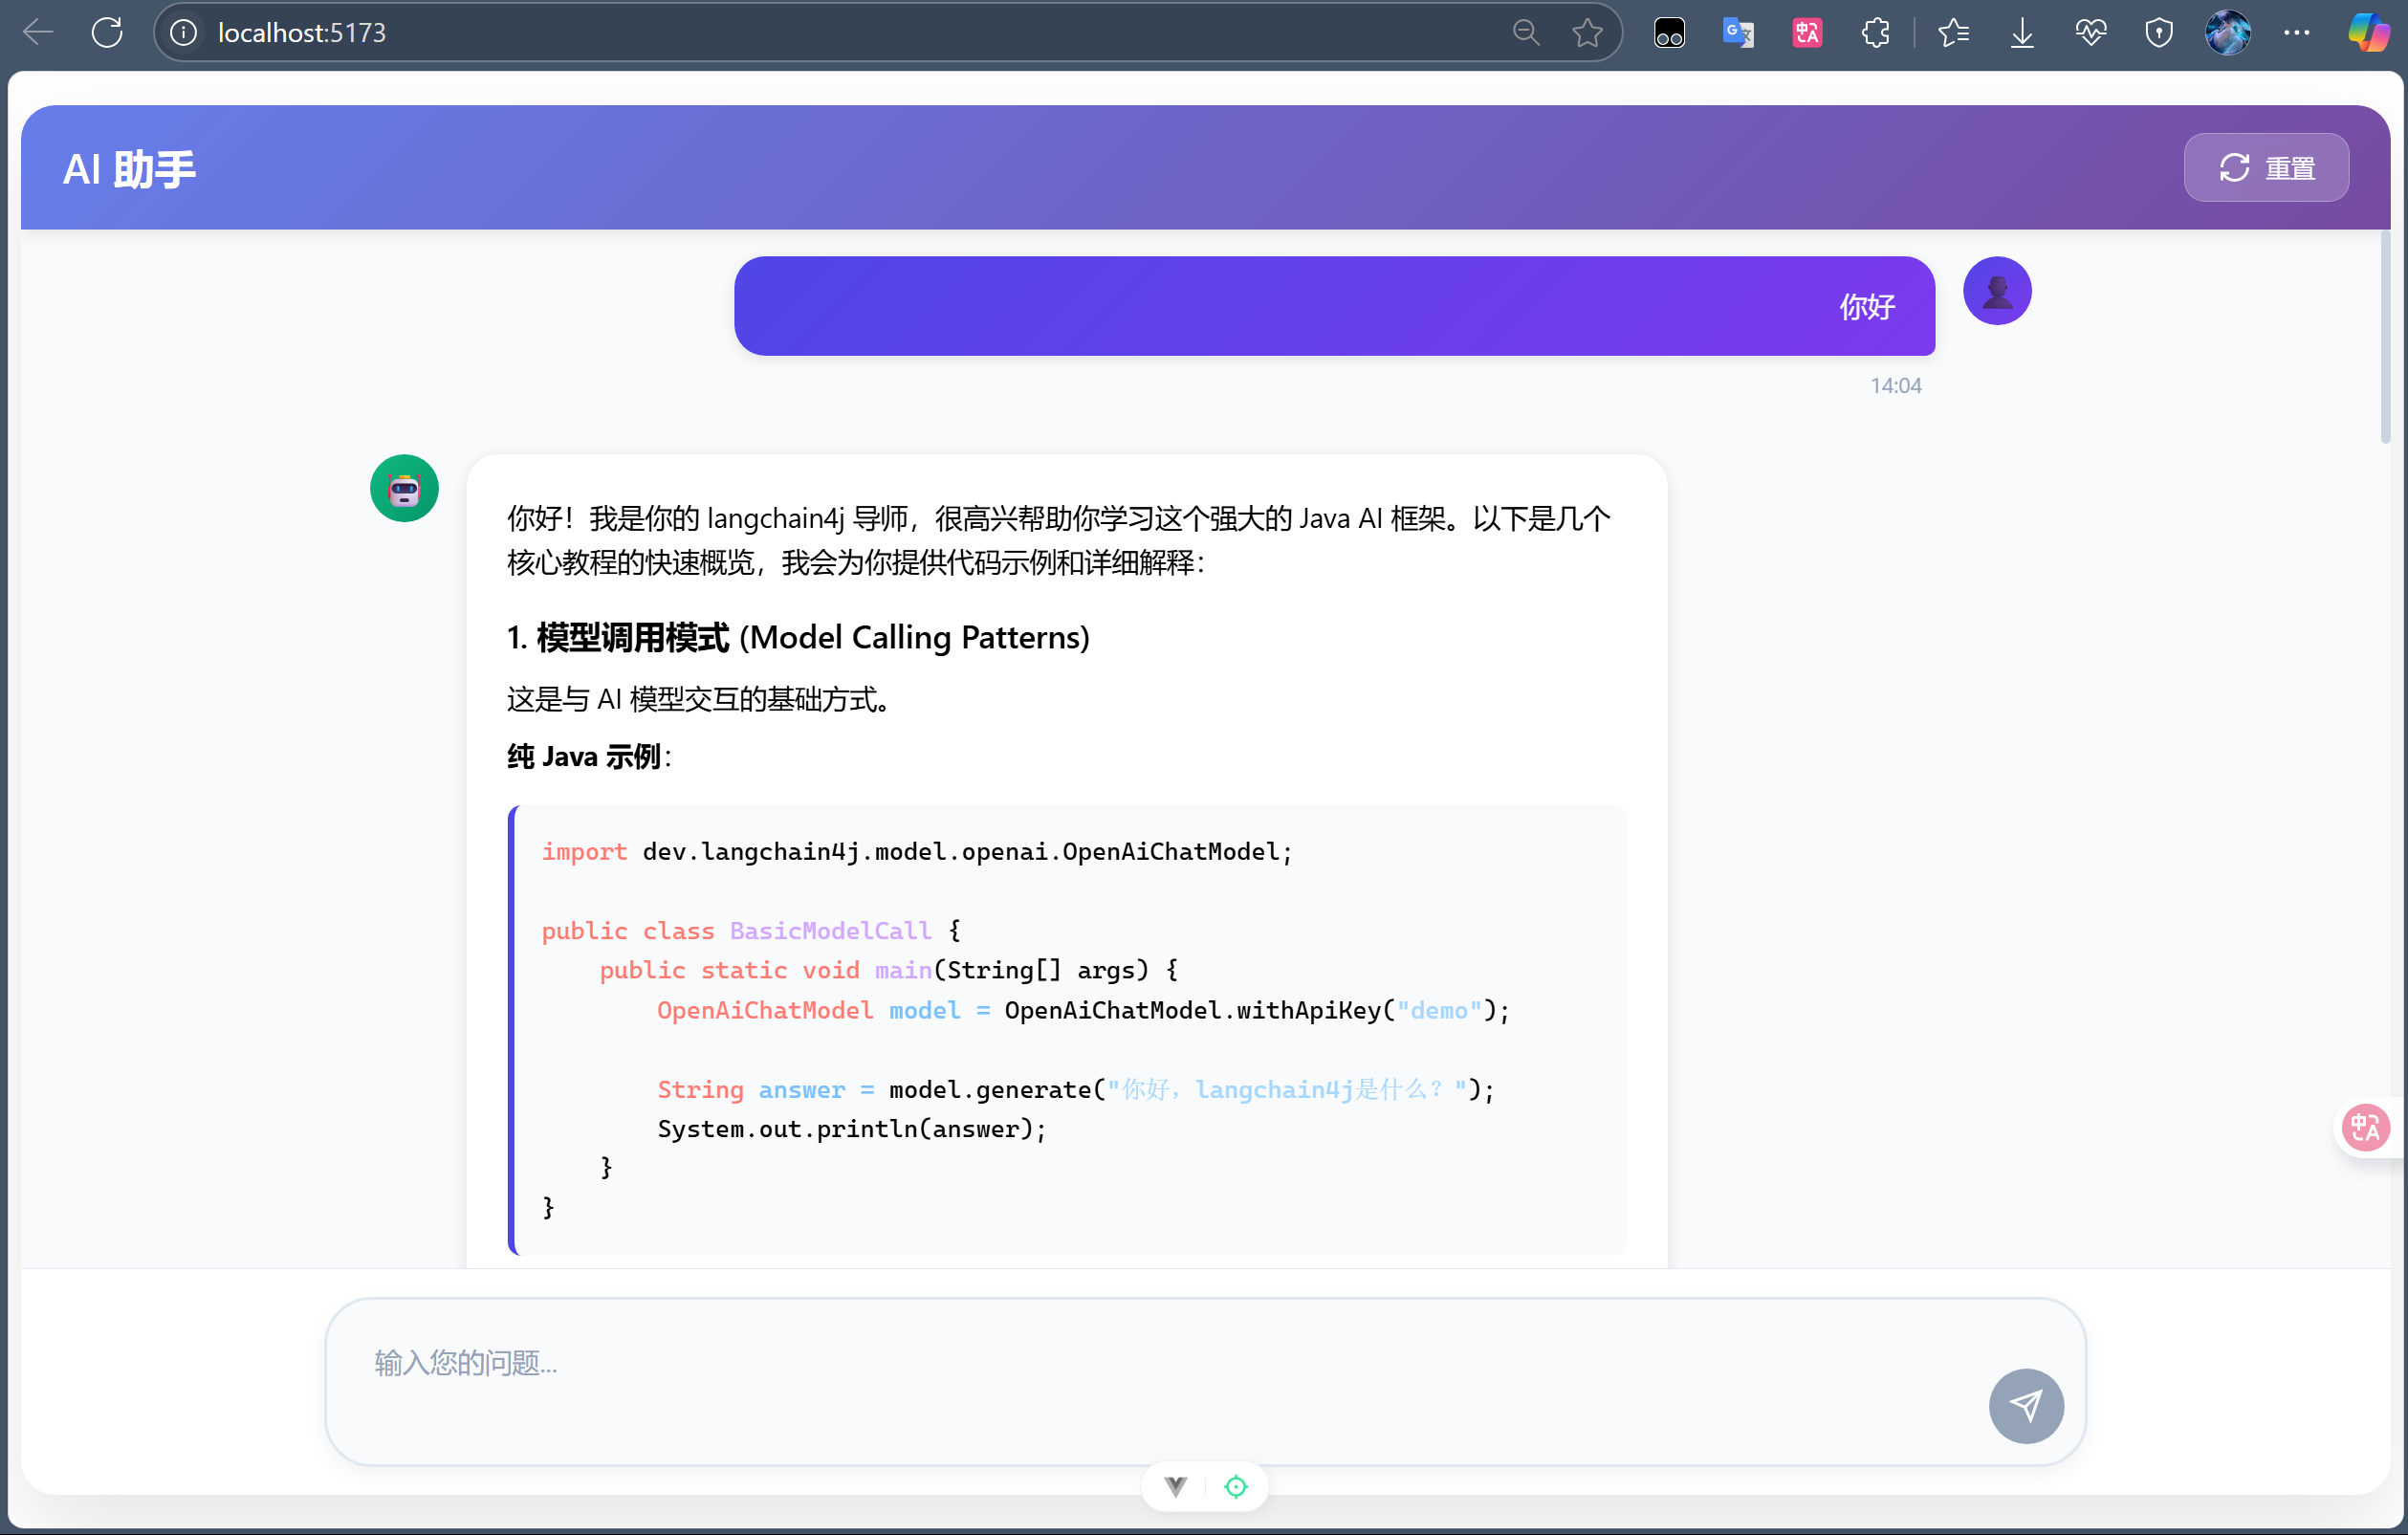 localhost:5173
AI 助手
重置
你好
14:04
你好！我是你的 langchain4j 导师，很高兴帮助你学习这个强大的 Java AI 框架。以下是几个
核心教程的快速概览，我会为你提供代码示例和详细解释：
1. 模型调用模式 (Model Calling Patterns)
这是与 AI 模型交互的基础方式。
纯 Java 示例：
import dev.langchain4j.model.openai.OpenAiChatModel;
public class BasicModelCall {
    public static void main(String[] args) {
        OpenAiChatModel model = OpenAiChatModel.withApiKey("demo");
        String answer = model.generate("你好，langchain4j是什么？");
        System.out.println(answer);
    }
}
输入您的问题...